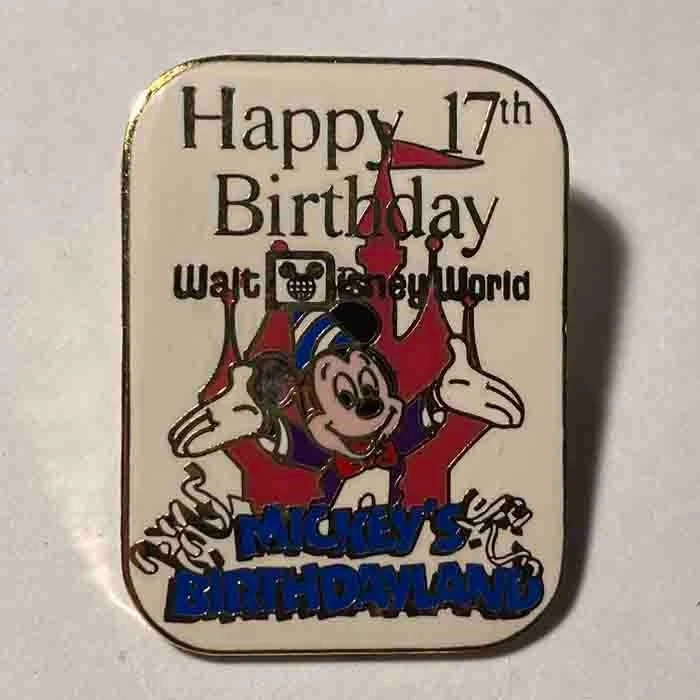 Happy 17th
Birthday
Walt Disney World
MICKEY'S
BIRTHDAYLAND